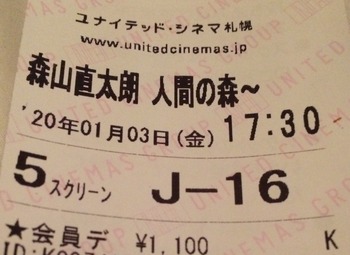 ユナイテッド・シネマ札幌
www.unitedcinemas.jp
森山直太朗 人間の森~
'20年01月03日(金) 17:30
5スクリーン J-16
★会員デ ¥1,100 K